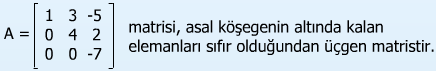 1 3 -5
A = 0 4 2 matrisi, asal köşegenin altında kalan
0 0 -7 elemanları sıfır olduğundan üçgen matristir.